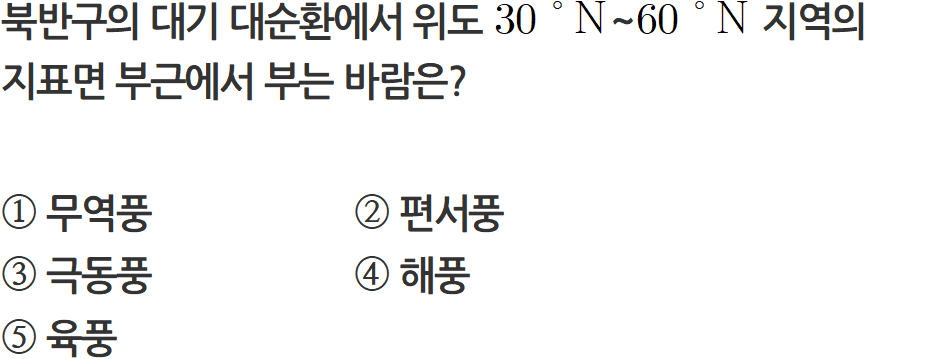 북반구의 대기 대순환에서 위도 30°N~60°N 지역의
지표면 부근에서 부는 바람은?
① 무역풍 ② 편서풍
③ 극동풍 ④ 해풍
⑤ 육풍